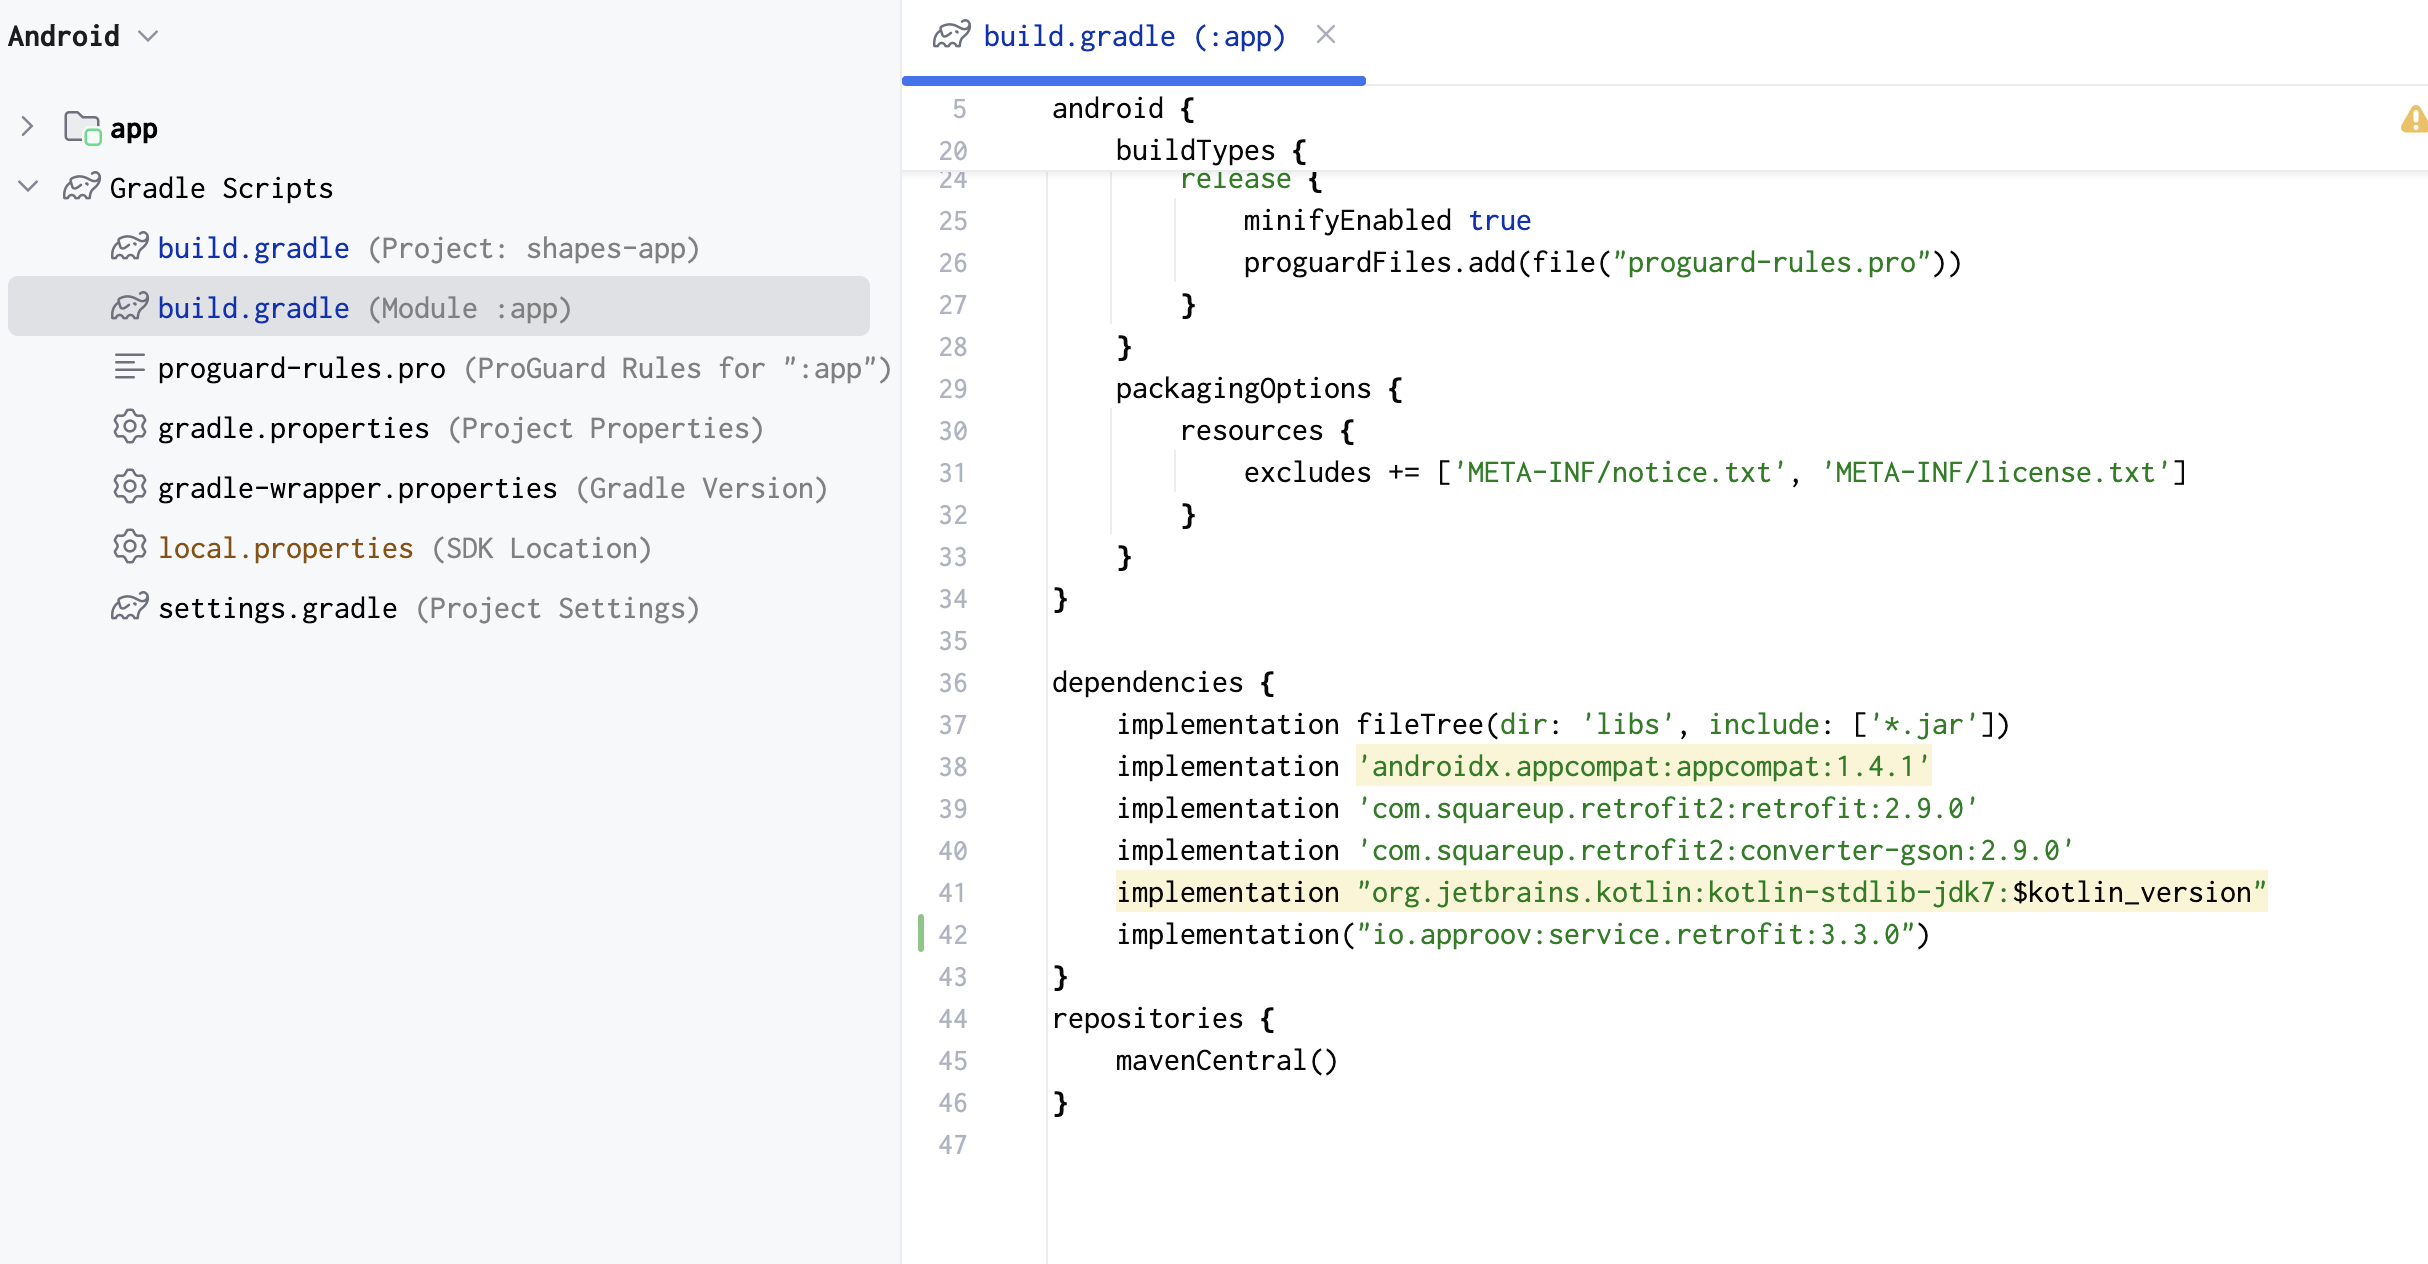 Android
app
Gradle Scripts
build.gradle (Project: shapes-app)
build.gradle (Module :app)
proguard-rules.pro (ProGuard Rules for ":app")
gradle.properties (Project Properties)
gradle-wrapper.properties (Gradle Version)
local.properties (SDK Location)
settings.gradle (Project Settings)
build.gradle (:app)
5 android {
20 buildTypes {
24 release {
25 minifyEnabled true
26 proguardFiles.add(file("proguard-rules.pro"))
27 }
28 }
29 packagingOptions {
30 resources {
31 excludes += ['META-INF/notice.txt', 'META-INF/license.txt']
32 }
33 }
34 }
35
36 dependencies {
37 implementation fileTree(dir: 'libs', include: ['*.jar'])
38 implementation 'androidx.appcompat:appcompat:1.4.1'
39 implementation 'com.squareup.retrofit2:retrofit:2.9.0'
40 implementation 'com.squareup.retrofit2:converter-gson:2.9.0'
41 implementation "org.jetbrains.kotlin:kotlin-stdlib-jdk7:$kotlin_version"
42 implementation("io.approov:service.retrofit:3.3.0")
43 }
44 repositories {
45 mavenCentral()
46 }
47